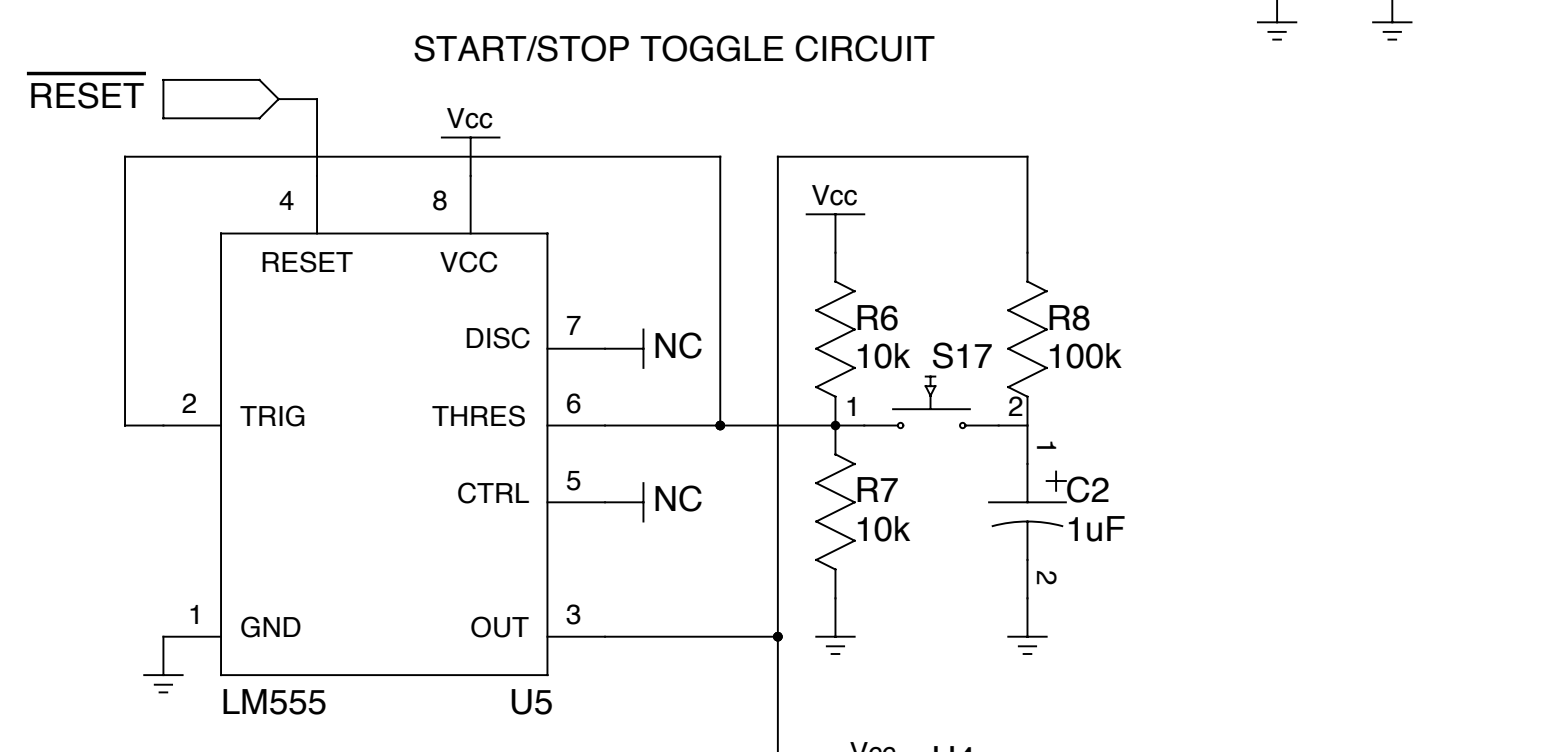 START/STOP TOGGLE CIRCUIT
RESET
Vcc
4
8
Vcc
RESET
VCC
R6
10k
R8
100k
DISC
7
NC
S17
2
TRIG
THRES
6
1
2
1
CTRL
5
NC
R7
10k
+
C2
1uF
2
1
GND
OUT
3
LM555
U5